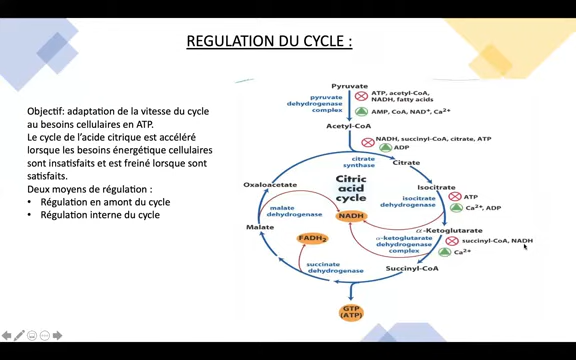 REGULATION DU CYCLE :
Objectif: adaptation de la vitesse du cycle
au besoins cellulaires en ATP.
Le cycle de l'acide citrique est accéléré
lorsque les besoins énergétique cellulaires
sont insatisfaits et est freiné lorsque sont
satisfaits.
Deux moyens de régulation :
• Régulation en amont du cycle
• Régulation interne du cycle
Pyruvate
ATP, acetyl-CoA,
NADH, fatty acids
pyruvate
dehydrogenase
complex
AMP, CoA, NAD⁺, Ca²⁺
Acetyl-CoA
NADH, succinyl-CoA, citrate, ATP
ADP
citrate
synthase
Citrate
Citric
acid
cycle
Isocitrate
isocitrate
dehydrogenase
ATP
Ca²⁺, ADP
Oxaloacetate
malate
dehydrogenase
NADH
Malate
α-Ketoglutarate
succinyl-CoA, NADH
Ca²⁺
FADH₂
α-ketoglutarate
dehydrogenase
complex
succinate
dehydrogenase
Succinyl-CoA
GTP
(ATP)